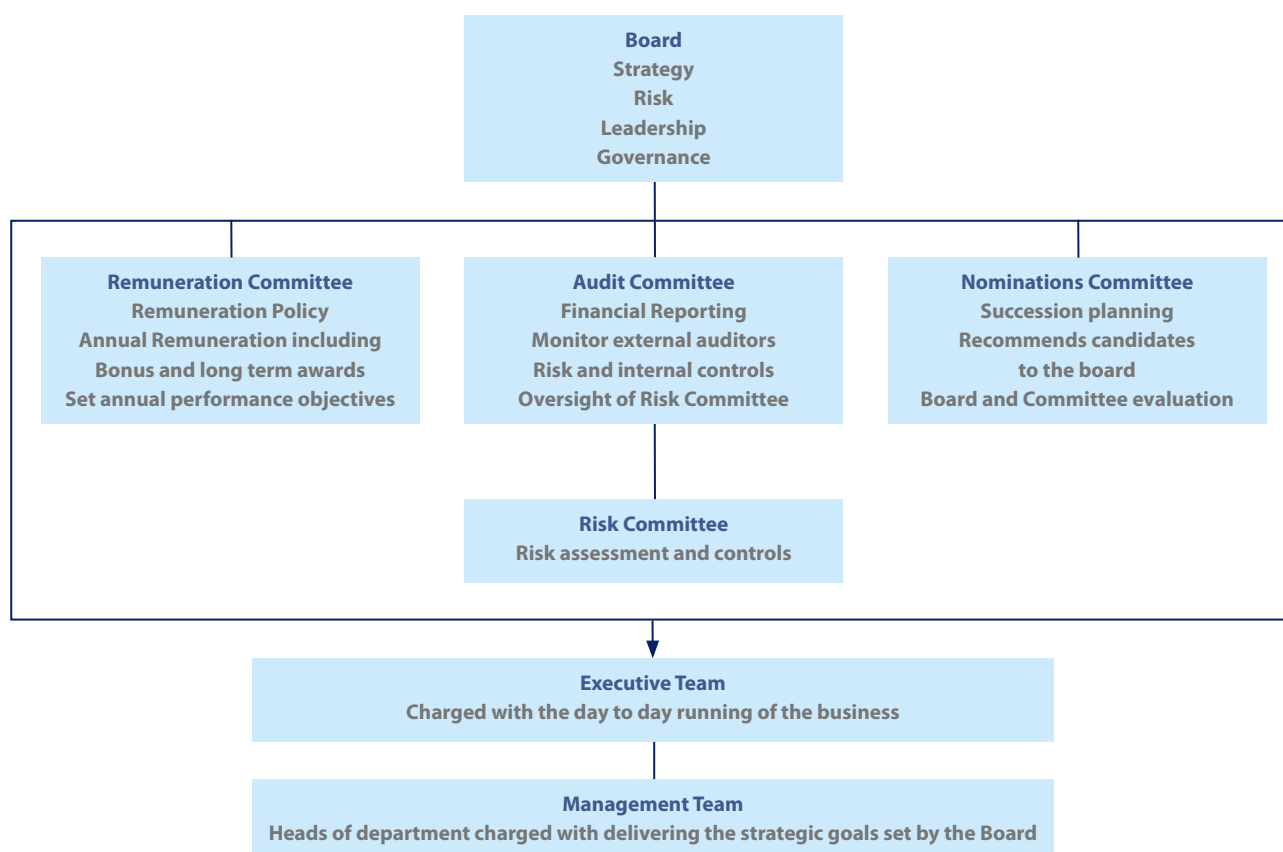 Board
Strategy
Risk
Leadership
Governance
Remuneration Committee
Remuneration Policy
Annual Remuneration including
Bonus and long term awards
Set annual performance objectives
Audit Committee
Financial Reporting
Monitor external auditors
Risk and internal controls
Oversight of Risk Committee
Nominations Committee
Succession planning
Recommends candidates
to the board
Board and Committee evaluation
Risk Committee
Risk assessment and controls
Executive Team
Charged with the day to day running of the business
Management Team
Heads of department charged with delivering the strategic goals set by the Board